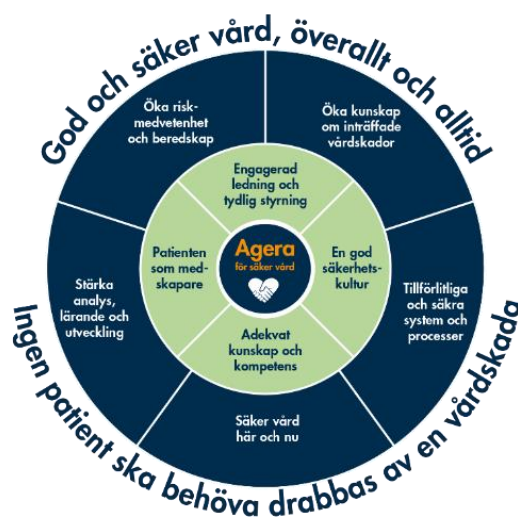 God och säker vård, överallt och alltid
Öka risk-
medvetenhet
och beredskap
Öka kunskap
om inträffade
vårdskador
Engagerad
ledning och
tydlig styrning
Patienten
som med-
skapare
Agera
för säker vård
En god
säkerhets-
kultur
Stärka
analys,
lärande och
utveckling
Tillförlitliga
och säkra
system och
processer
Adekvat
kunskap och
kompetens
Säker vård
här och nu
Ingen patient ska behöva drabbas av en vårdskada